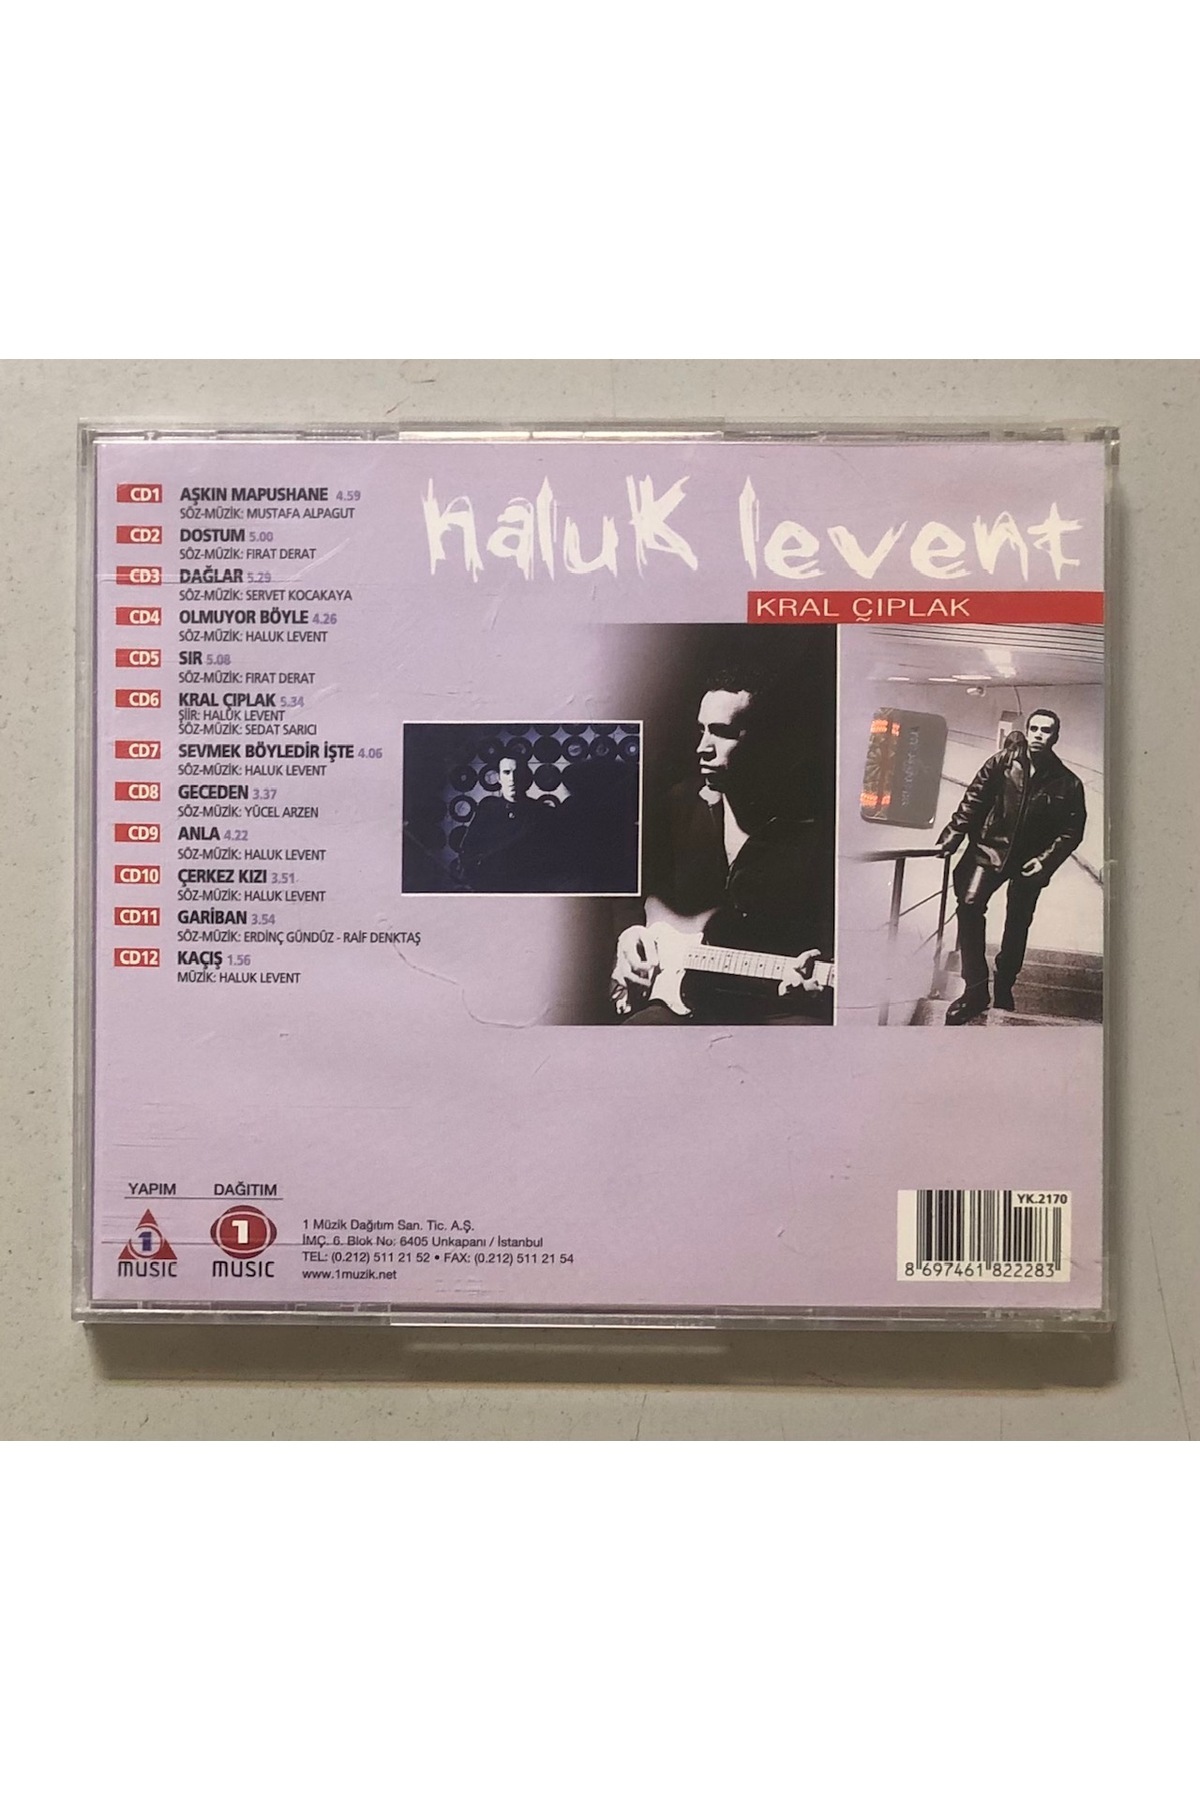 haluk levent
KRAL ÇIPLAK
CD1 AŞKIN MAPUSHANE 4.59
SÖZ-MÜZİK: MUSTAFA ALPAGUT
CD2 DOSTUM 5.00
SÖZ-MÜZİK: FIRAT DERAT
CD3 DAĞLAR 5.29
SÖZ-MÜZİK: SERVET KOCAKAYA
CD4 OLMUYOR BÖYLE 4.26
SÖZ-MÜZİK: HALUK LEVENT
CD5 SIR 5.08
SÖZ-MÜZİK: FIRAT DERAT
CD6 KRAL ÇIPLAK 5.34
ŞİİR: HALUK LEVENT
SÖZ-MÜZİK: SEDAT SARICI
CD7 SEVMEK BÖYLEDİR İŞTE 4.06
SÖZ-MÜZİK: HALUK LEVENT
CD8 GECEDEN 3.37
SÖZ-MÜZİK: YÜCEL ARZEN
CD9 ANLA 4.22
SÖZ-MÜZİK: HALUK LEVENT
CD10 ÇERKEZ KIZI 3.51
SÖZ-MÜZİK: HALUK LEVENT
CD11 GARİBAN 3.54
SÖZ-MÜZİK: ERDİNÇ GÜNDÜZ - RAİF DENKTAŞ
CD12 KAÇIŞ 1.56
MÜZİK: HALUK LEVENT
YAPIM DAĞITIM
1 MUSIC
1 MUSIC
1 Müzik Dağıtım San. Tic. A.Ş.
İMÇ. 6. Blok No: 6405 Unkapanı / İstanbul
TEL: (0.212) 511 21 52 • FAX: (0.212) 511 21 54
www.1muzik.net
YK.2170
8 697461 822283